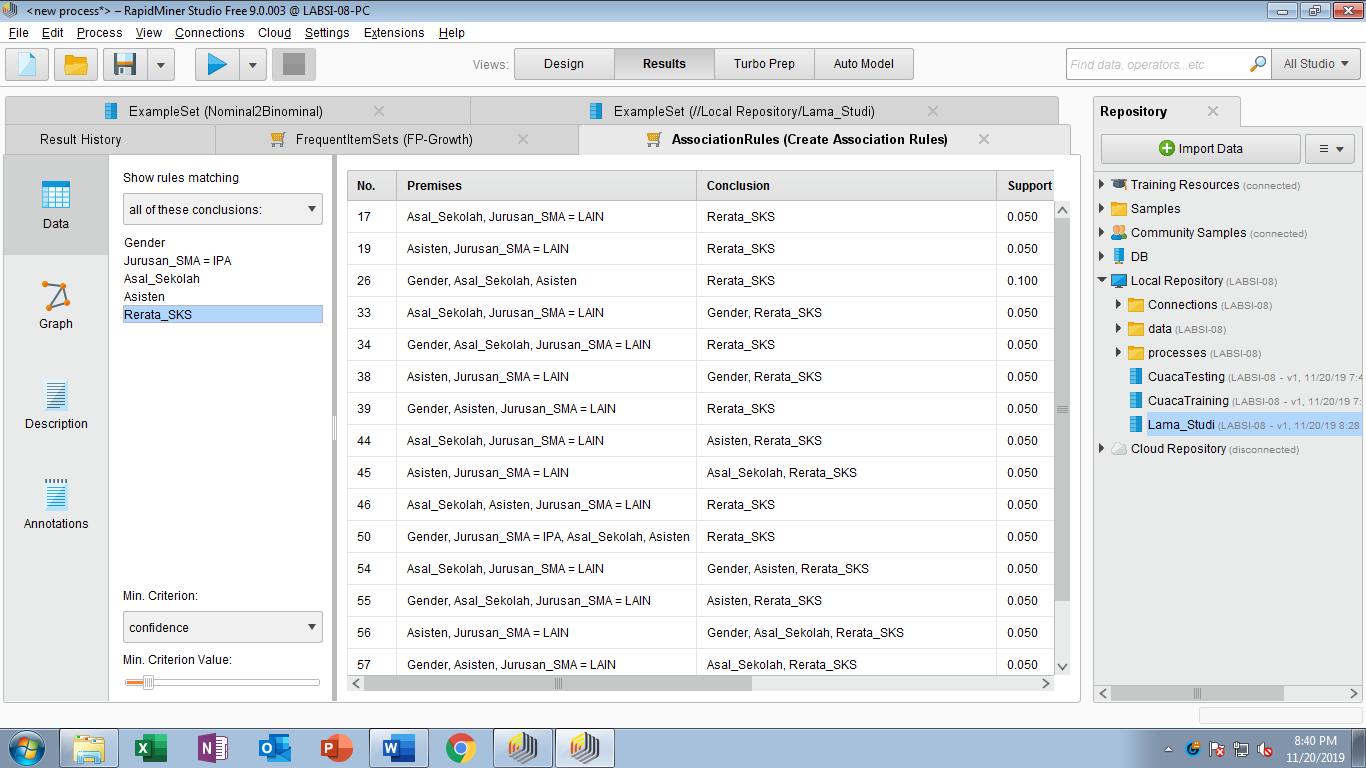 <new process*> – RapidMiner Studio Free 9.0.003 @ LABSI-08-PC
File Edit Process View Connections Cloud Settings Extensions Help
Views: Design Results Turbo Prep Auto Model Find data, operators...etc All Studio
ExampleSet (Nominal2Binominal) ExampleSet (//Local Repository/Lama_Studi)
Result History FrequentItemSets (FP-Growth) AssociationRules (Create Association Rules)
Data
Graph
Description
Annotations
Show rules matching
all of these conclusions:
Gender
Jurusan_SMA = IPA
Asal_Sekolah
Asisten
Rerata_SKS
Min. Criterion:
confidence
Min. Criterion Value:
No. Premises Conclusion Support
17 Asal_Sekolah, Jurusan_SMA = LAIN Rerata_SKS 0.050
19 Asisten, Jurusan_SMA = LAIN Rerata_SKS 0.050
26 Gender, Asal_Sekolah, Asisten Rerata_SKS 0.100
33 Asal_Sekolah, Jurusan_SMA = LAIN Gender, Rerata_SKS 0.050
34 Gender, Asal_Sekolah, Jurusan_SMA = LAIN Rerata_SKS 0.050
38 Asisten, Jurusan_SMA = LAIN Gender, Rerata_SKS 0.050
39 Gender, Asisten, Jurusan_SMA = LAIN Rerata_SKS 0.050
44 Asal_Sekolah, Jurusan_SMA = LAIN Asisten, Rerata_SKS 0.050
45 Asisten, Jurusan_SMA = LAIN Asal_Sekolah, Rerata_SKS 0.050
46 Asal_Sekolah, Asisten, Jurusan_SMA = LAIN Rerata_SKS 0.050
50 Gender, Jurusan_SMA = IPA, Asal_Sekolah, Asisten Rerata_SKS 0.050
54 Asal_Sekolah, Jurusan_SMA = LAIN Gender, Asisten, Rerata_SKS 0.050
55 Gender, Asal_Sekolah, Jurusan_SMA = LAIN Asisten, Rerata_SKS 0.050
56 Asisten, Jurusan_SMA = LAIN Gender, Asal_Sekolah, Rerata_SKS 0.050
57 Gender, Asisten, Jurusan_SMA = LAIN Asal_Sekolah, Rerata_SKS 0.050
Repository
Import Data
Training Resources (connected)
Samples
Community Samples (connected)
DB
Local Repository (LABSI-08)
Connections (LABSI-08)
data (LABSI-08)
processes (LABSI-08)
CuacaTesting (LABSI-08 - v1, 11/20/19 7:4
CuacaTraining (LABSI-08 - v1, 11/20/19 7:
Lama_Studi (LABSI-08 - v1, 11/20/19 8:28
Cloud Repository (disconnected)
8:40 PM
11/20/2019